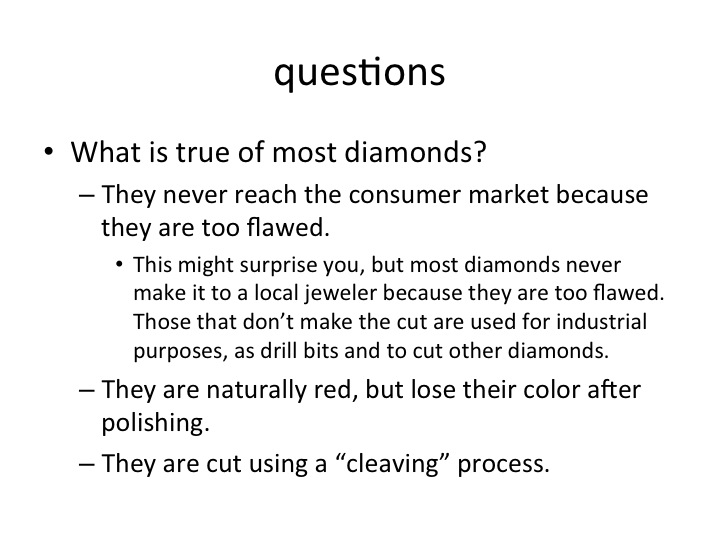 questions
• What is true of most diamonds?
– They never reach the consumer market because
they are too flawed.
• This might surprise you, but most diamonds never
make it to a local jeweler because they are too flawed.
Those that don’t make the cut are used for industrial
purposes, as drill bits and to cut other diamonds.
– They are naturally red, but lose their color after
polishing.
– They are cut using a “cleaving” process.